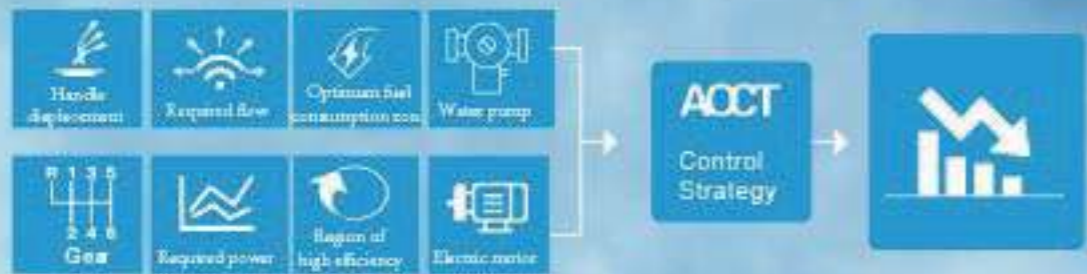 Handle
displacement
Required flow
Optimum fuel
consumption zon
Water pump
R 1 3 5
2 4 6
Gear
Required power
Region of
high efficiency
Electric motor
AOCT
Control
Strategy